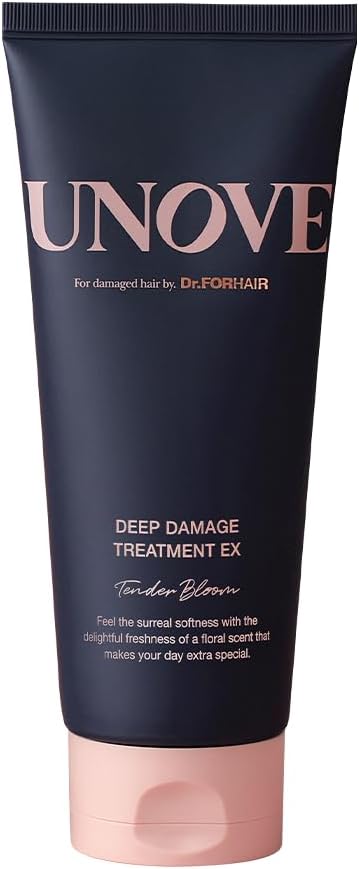 UNOVE
For damaged hair by. Dr.FORHAIR
DEEP DAMAGE
TREATMENT EX
Tender Bloom
Feel the surreal softness with the
delightful freshness of a floral scent that
makes your day extra special.